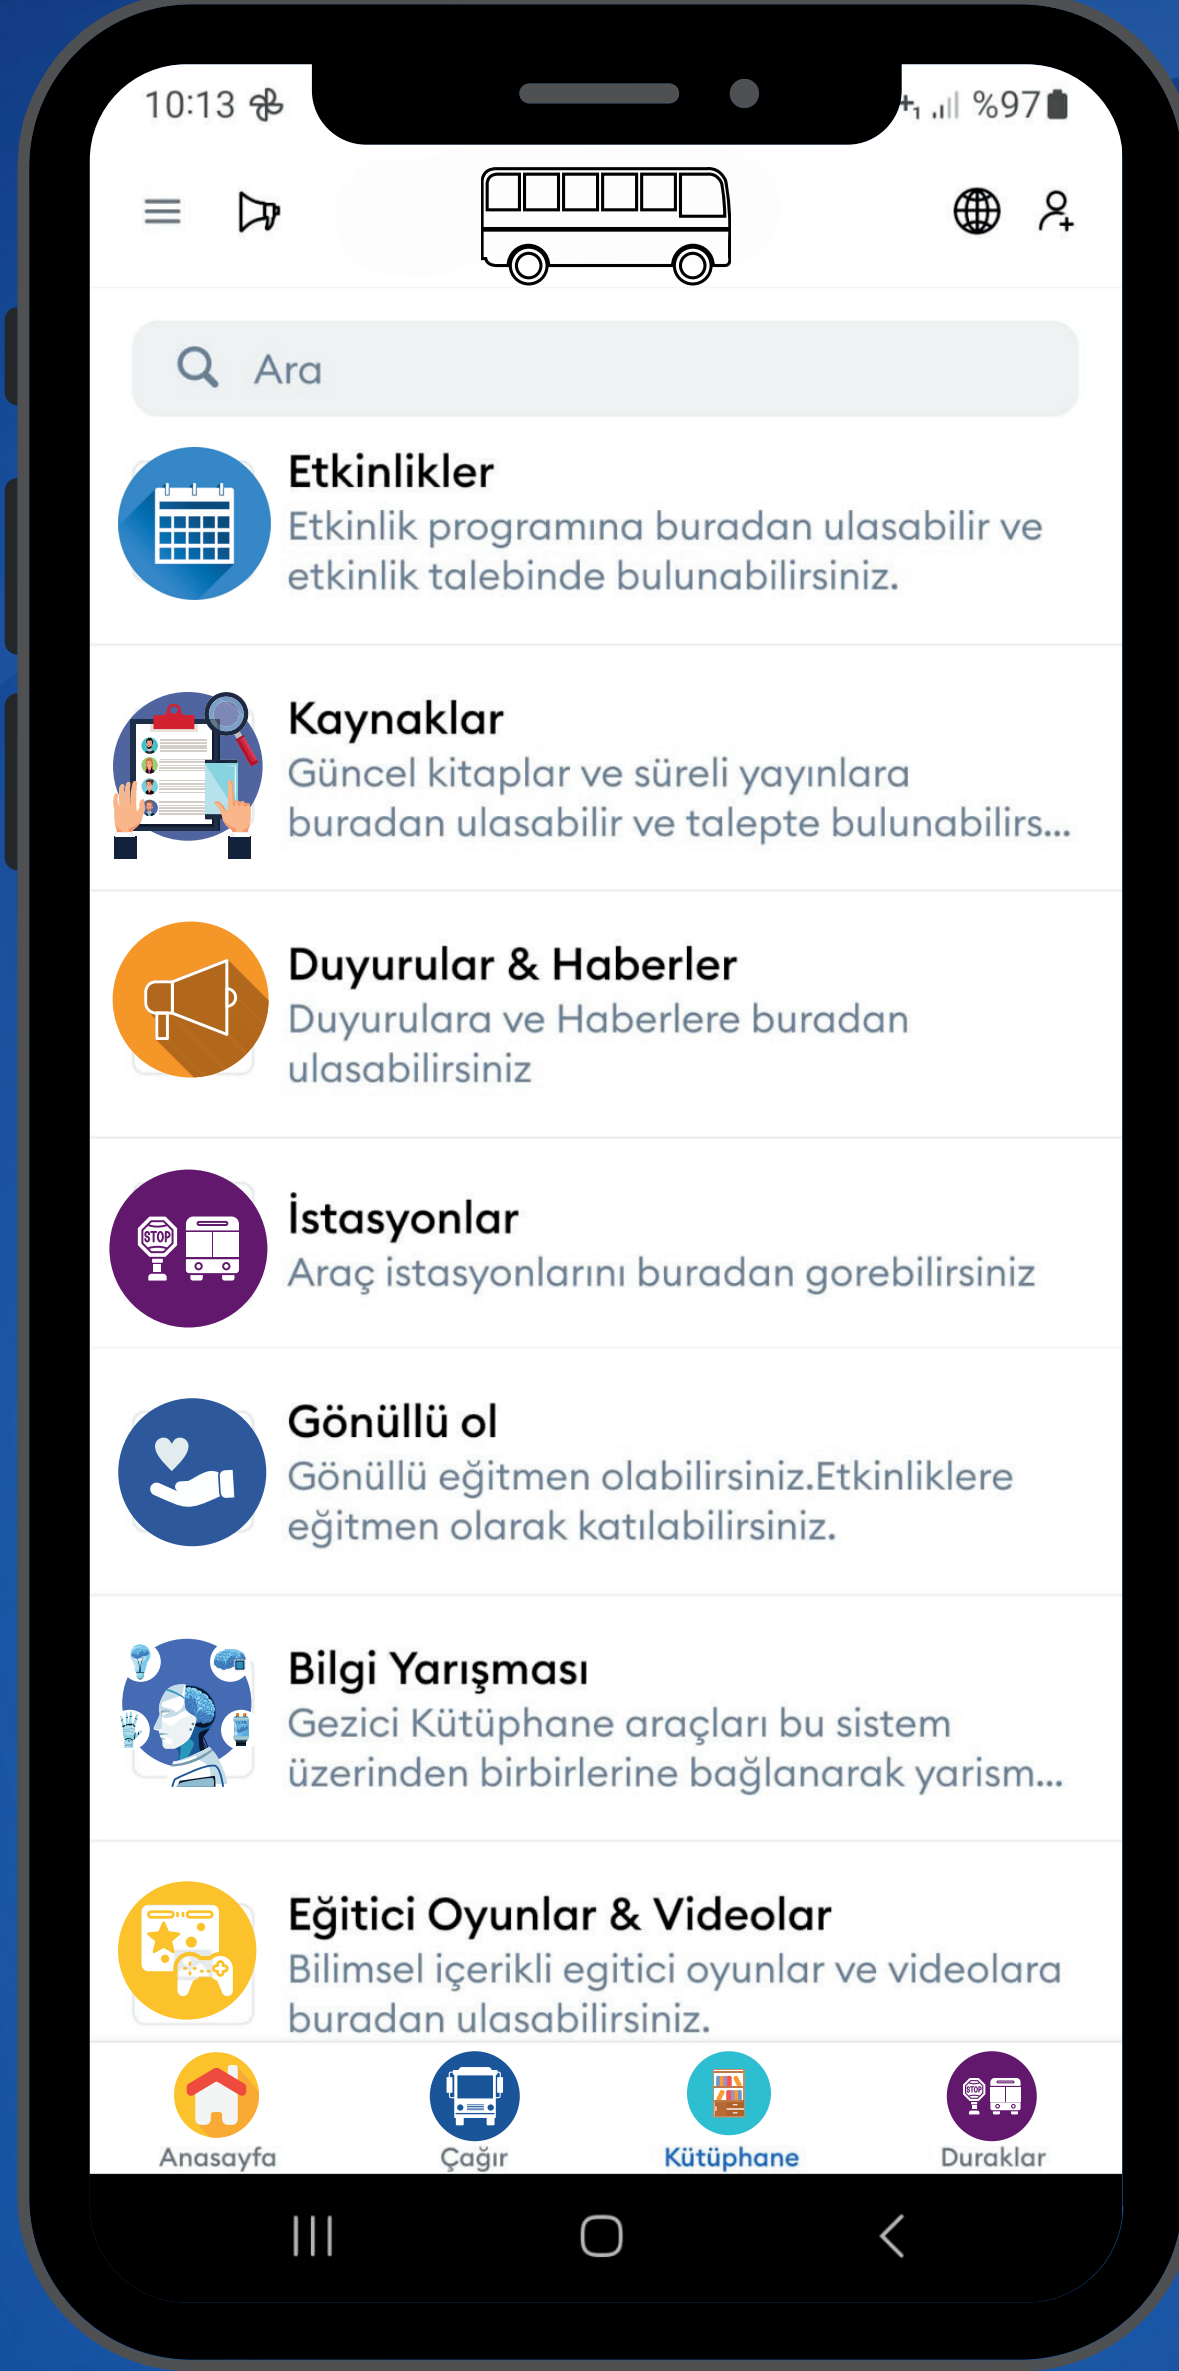 10:13 %97
Ara
Etkinlikler
Etkinlik programına buradan ulasabilir ve
etkinlik talebinde bulunabilirsiniz.
Kaynaklar
Güncel kitaplar ve süreli yayınlara
buradan ulasabilir ve talepte bulunabilirs...
Duyurular & Haberler
Duyurulara ve Haberlere buradan
ulasabilirsiniz
STOP
İstasyonlar
Araç istasyonlarını buradan gorebilirsiniz
Gönüllü ol
Gönüllü eğitmen olabilirsiniz.Etkinliklere
eğitmen olarak katılabilirsiniz.
Bilgi Yarışması
Gezici Kütüphane araçları bu sistem
üzerinden birbirlerine bağlanarak yarism...
Eğitici Oyunlar & Videolar
Bilimsel içerikli egitici oyunlar ve videolara
buradan ulasabilirsiniz.
STOP
Anasayfa Çağır Kütüphane Duraklar